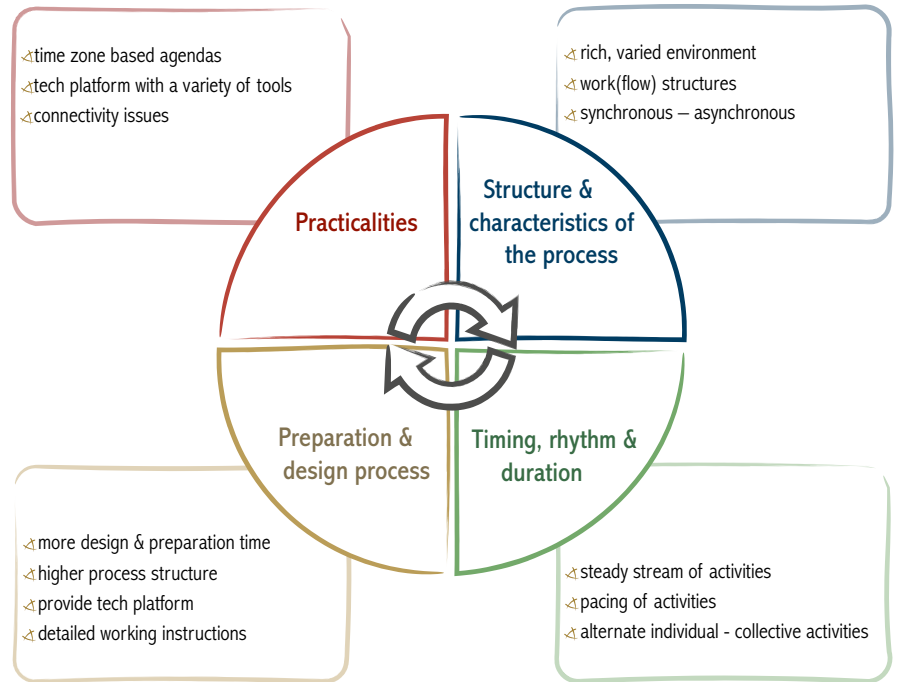 time zone based agendas
tech platform with a variety of tools
connectivity issues
rich, varied environment
work(flow) structures
synchronous – asynchronous
Practicalities
Structure &
characteristics of
the process
Preparation &
design process
Timing, rhythm &
duration
more design & preparation time
higher process structure
provide tech platform
detailed working instructions
steady stream of activities
pacing of activities
alternate individual - collective activities